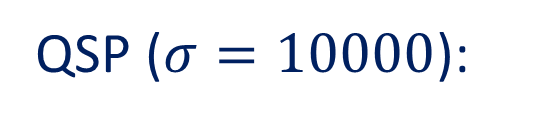 QSP (𝜎 = 10000):